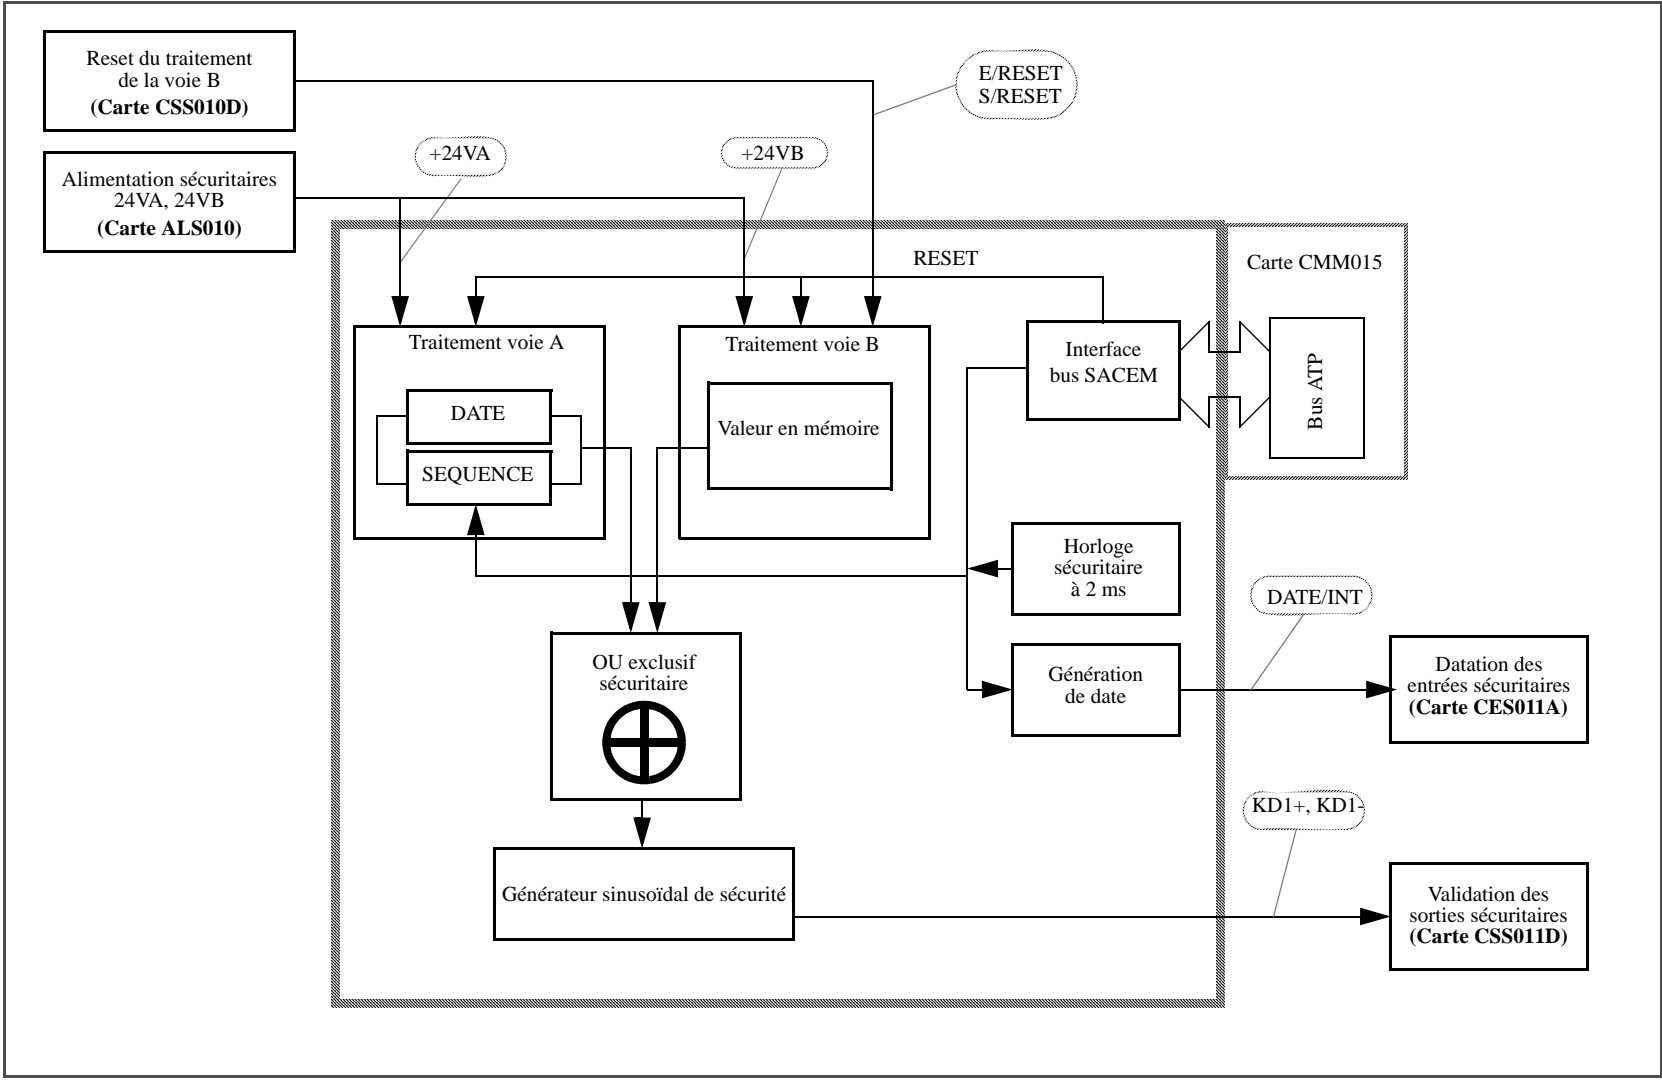 Reset du traitement
de la voie B
(Carte CSS010D)
E/RESET
S/RESET
+24VA
+24VB
Alimentation sécuritaires
24VA, 24VB
(Carte ALS010)
RESET
Carte CMM015
Traitement voie A
Traitement voie B
Interface
bus SACEM
Bus ATP
DATE
SEQUENCE
Valeur en mémoire
Horloge
sécuritaire
à 2 ms
DATE/INT
OU exclusif
sécuritaire
Génération
de date
Datation des
entrées sécuritaires
(Carte CES011A)
KD1+, KD1-
Générateur sinusoïdal de sécurité
Validation des
sorties sécuritaires
(Carte CSS011D)